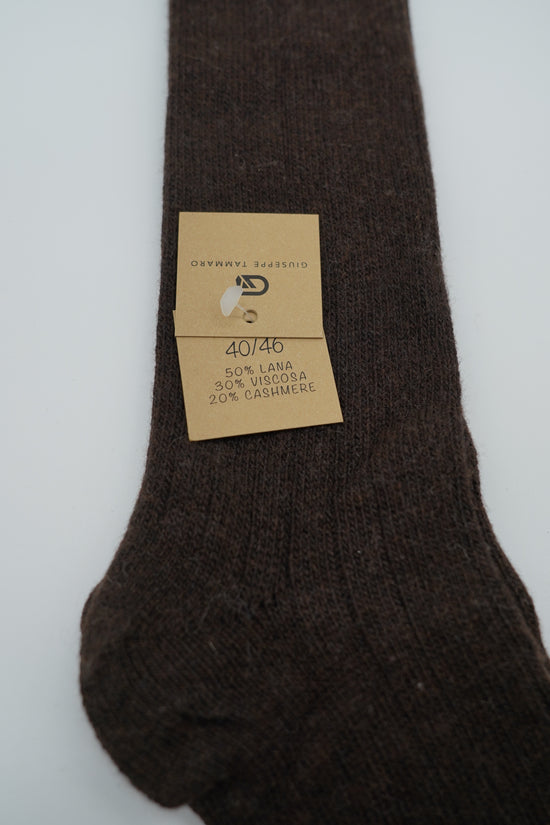 GIUSEPPE TAMMARO
40/46
50% LANA
30% VISCOSA
20% CASHMERE